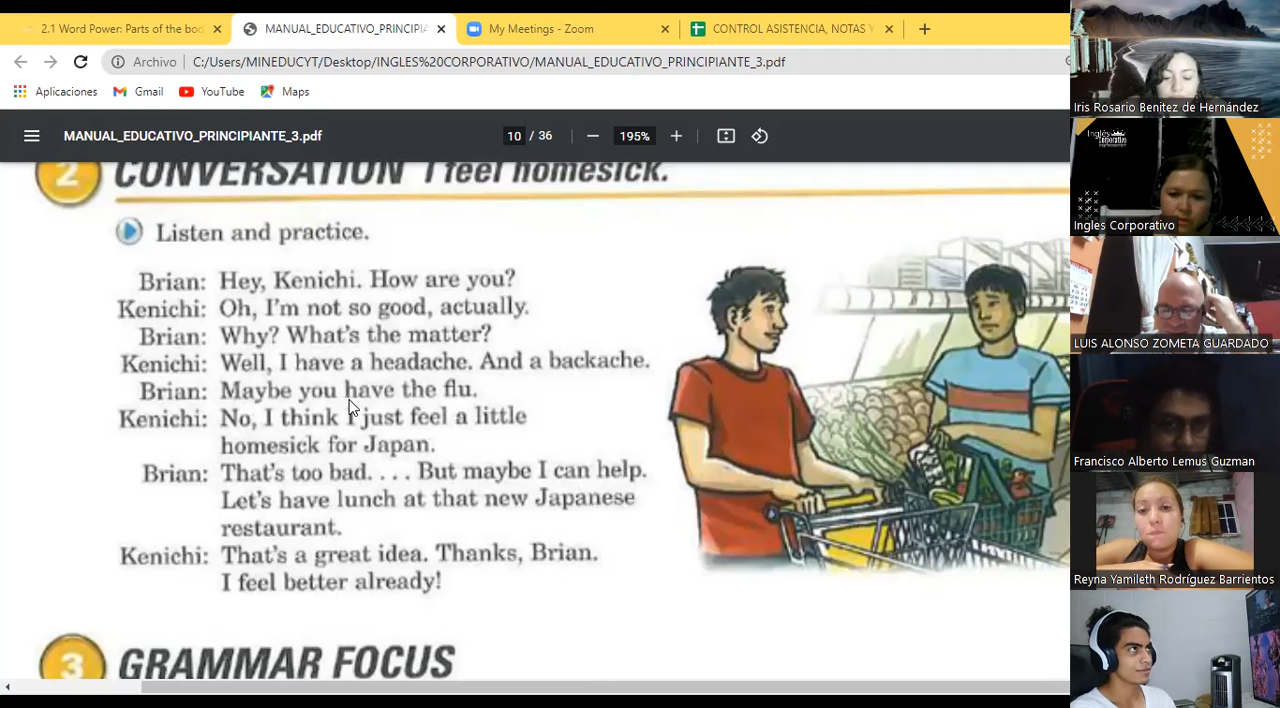 2.1 Word Power: Parts of the bod
MANUAL_EDUCATIVO_PRINCIPIA
My Meetings - Zoom
CONTROL ASISTENCIA, NOTAS Y
Archivo
C:/Users/MINEDUCYT/Desktop/INGLES%20CORPORATIVO/MANUAL_EDUCATIVO_PRINCIPIANTE_3.pdf
Aplicaciones
Gmail
YouTube
Maps
MANUAL_EDUCATIVO_PRINCIPIANTE_3.pdf
10 / 36
195%
2 CONVERSATION I feel homesick.
Listen and practice.
Brian: Hey, Kenichi. How are you?
Kenichi: Oh, I'm not so good, actually.
Brian: Why? What's the matter?
Kenichi: Well, I have a headache. And a backache.
Brian: Maybe you have the flu.
Kenichi: No, I think I just feel a little
homesick for Japan.
Brian: That's too bad. . . . But maybe I can help.
Let's have lunch at that new Japanese
restaurant.
Kenichi: That's a great idea. Thanks, Brian.
I feel better already!
3 GRAMMAR FOCUS
Iris Rosario Benitez de Hernández
Inglés
Corporativo
Ingles Corporativo
LUIS ALONSO ZOMETA GUARDADO
Francisco Alberto Lemus Guzman
Reyna Yamileth Rodríguez Barrientos